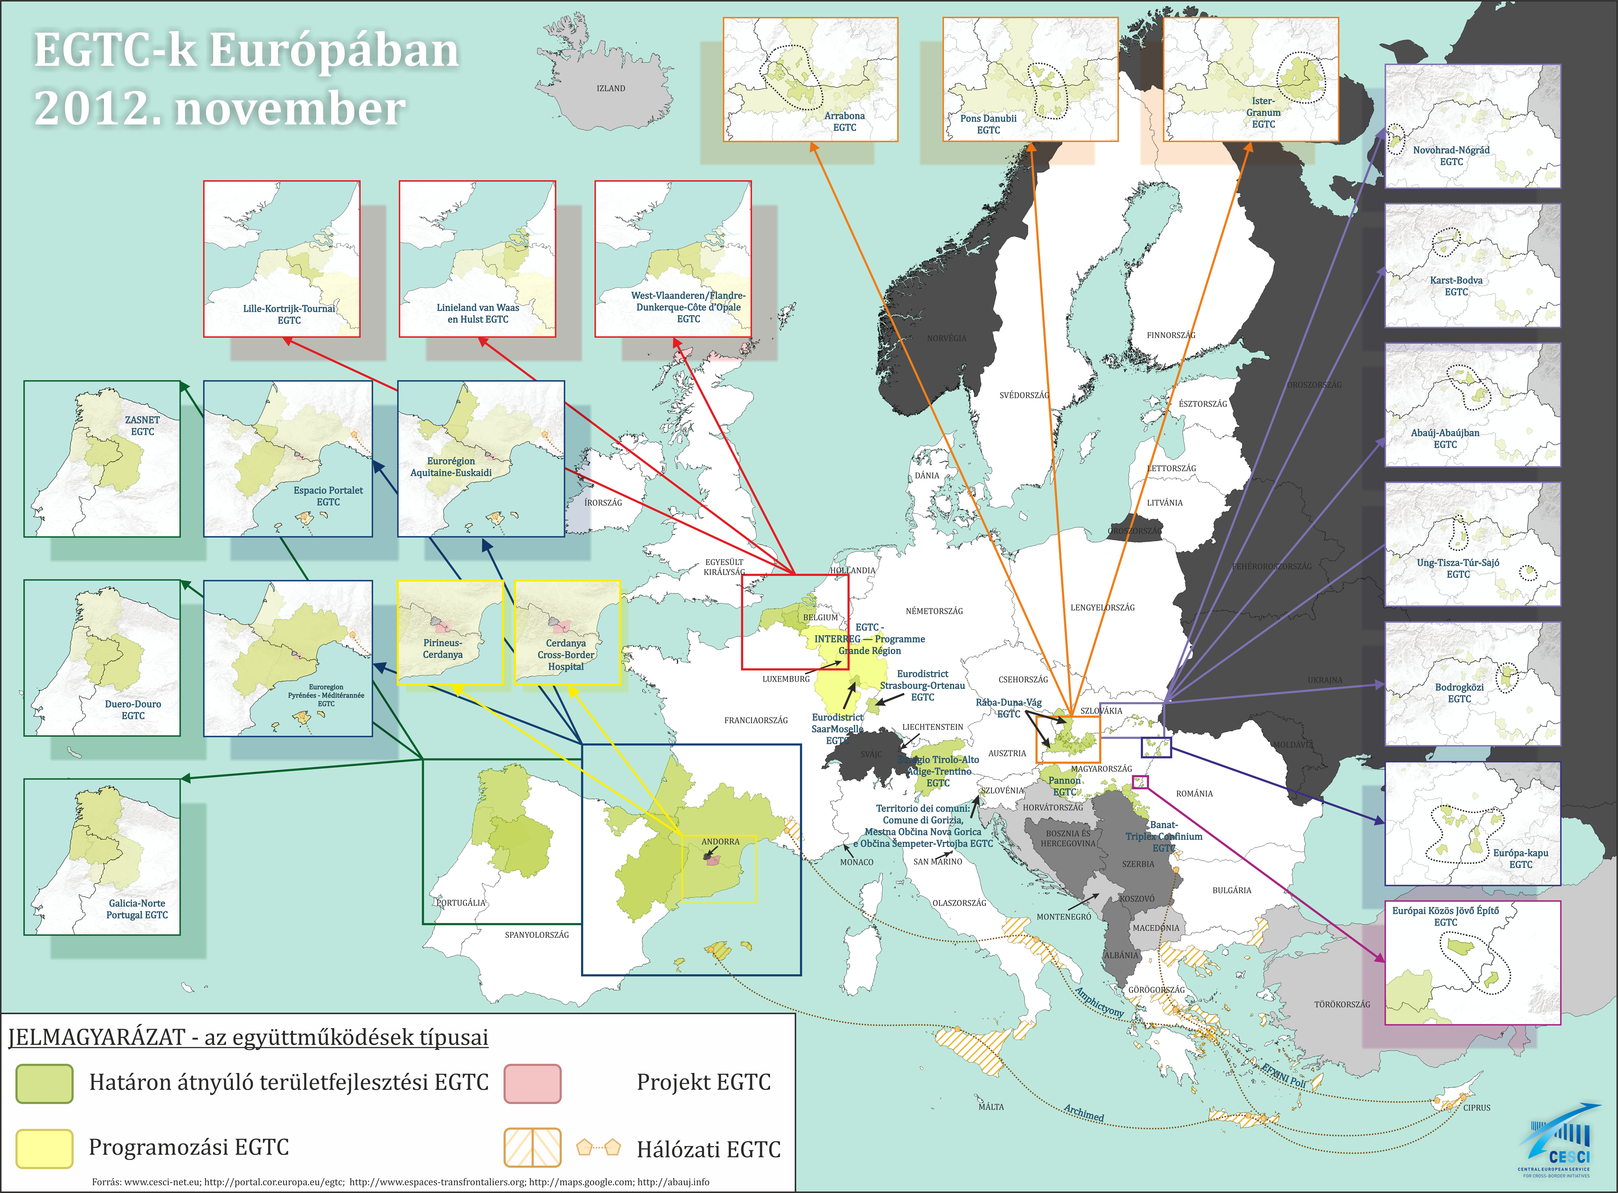 EGTC-k Európában
2012. november
IZLAND
Arrabona
EGTC
Pons Danubii
EGTC
Ister-
Granum
EGTC
Novohrad-Nógrád
EGTC
Karst-Bodva
EGTC
Abaúj-Abaújban
EGTC
Ung-Tisza-Túr-Sajó
EGTC
Bodrogközi
EGTC
Európa-kapu
EGTC
Európai Közös Jövő Építő
EGTC
Lille-Kortrijk-Tournai
EGTC
Linieland van Waas
en Hulst EGTC
West-Vlaanderen/Flandre-
Dunkerque-Côte d'Opale
EGTC
ZASNET
EGTC
Espacio Portalet
EGTC
Eurorégion
Aquitaine-Euskaidi
Duero-Douro
EGTC
Euroregion
Pyrénées - Méditérannée
EGTC
Pirineus-
Cerdanya
Cerdanya
Cross-Border
Hospital
Galicia-Norte
Portugal EGTC
NORVÉGIA
SVÉDORSZÁG
FINNORSZÁG
OROSZORSZÁG
ÉSZTORSZÁG
LETTORSZÁG
LITVÁNIA
OROSZORSZÁG
FEHÉROROSZORSZÁG
DÁNIA
ÍRORSZÁG
EGYESÜLT
KIRÁLYSÁG
HOLLANDIA
BELGIUM
NÉMETORSZÁG
LENGYELORSZÁG
EGTC -
INTERREG — Programme
Grande Région
LUXEMBURG
Eurodistrict
Strasbourg-Ortenau
EGTC
Eurodistrict
SaarMoselle
EGTC
CSEHORSZÁG
UKRAJNA
Rába-Duna-Vág
EGTC
SZLOVÁKIA
FRANCIAORSZÁG
LIECHTENSTEIN
SVÁJC
AUSZTRIA
MAGYARORSZÁG
MOLDÁVIA
Tirolo-Alto
Adige-Trentino
EGTC
Pannon
EGTC
SZLOVÉNIA
ROMÁNIA
HORVÁTORSZÁG
Territorio dei comuni:
Comune di Gorizia,
Mestna Občina Nova Gorica
e Občina Šempeter-Vrtojba EGTC
Banat-
Triplex Confinium
EGTC
BOSZNIA ÉS
HERCEGOVINA
SZERBIA
MONACO
SAN MARINO
ANDORRA
BULGÁRIA
KOSZOVÓ
MONTENEGRÓ
OLASZORSZÁG
MACEDÓNIA
ALBÁNIA
PORTUGÁLIA
SPANYOLORSZÁG
GÖRÖGORSZÁG
TÖRÖKORSZÁG
Amphictyony
EFXINI Poli
Archimed
MÁLTA
CIPRUS
JELMAGYARÁZAT - az együttműködések típusai
Határon átnyúló területfejlesztési EGTC
Projekt EGTC
Programozási EGTC
Hálózati EGTC
Forrás: www.cesci-net.eu; http://portal.cor.europa.eu/egtc; http://www.espaces-transfrontaliers.org; http://maps.google.com; http://abauj.info
CESCI
CENTRAL EUROPEAN SERVICE
FOR CROSS-BORDER INITIATIVES